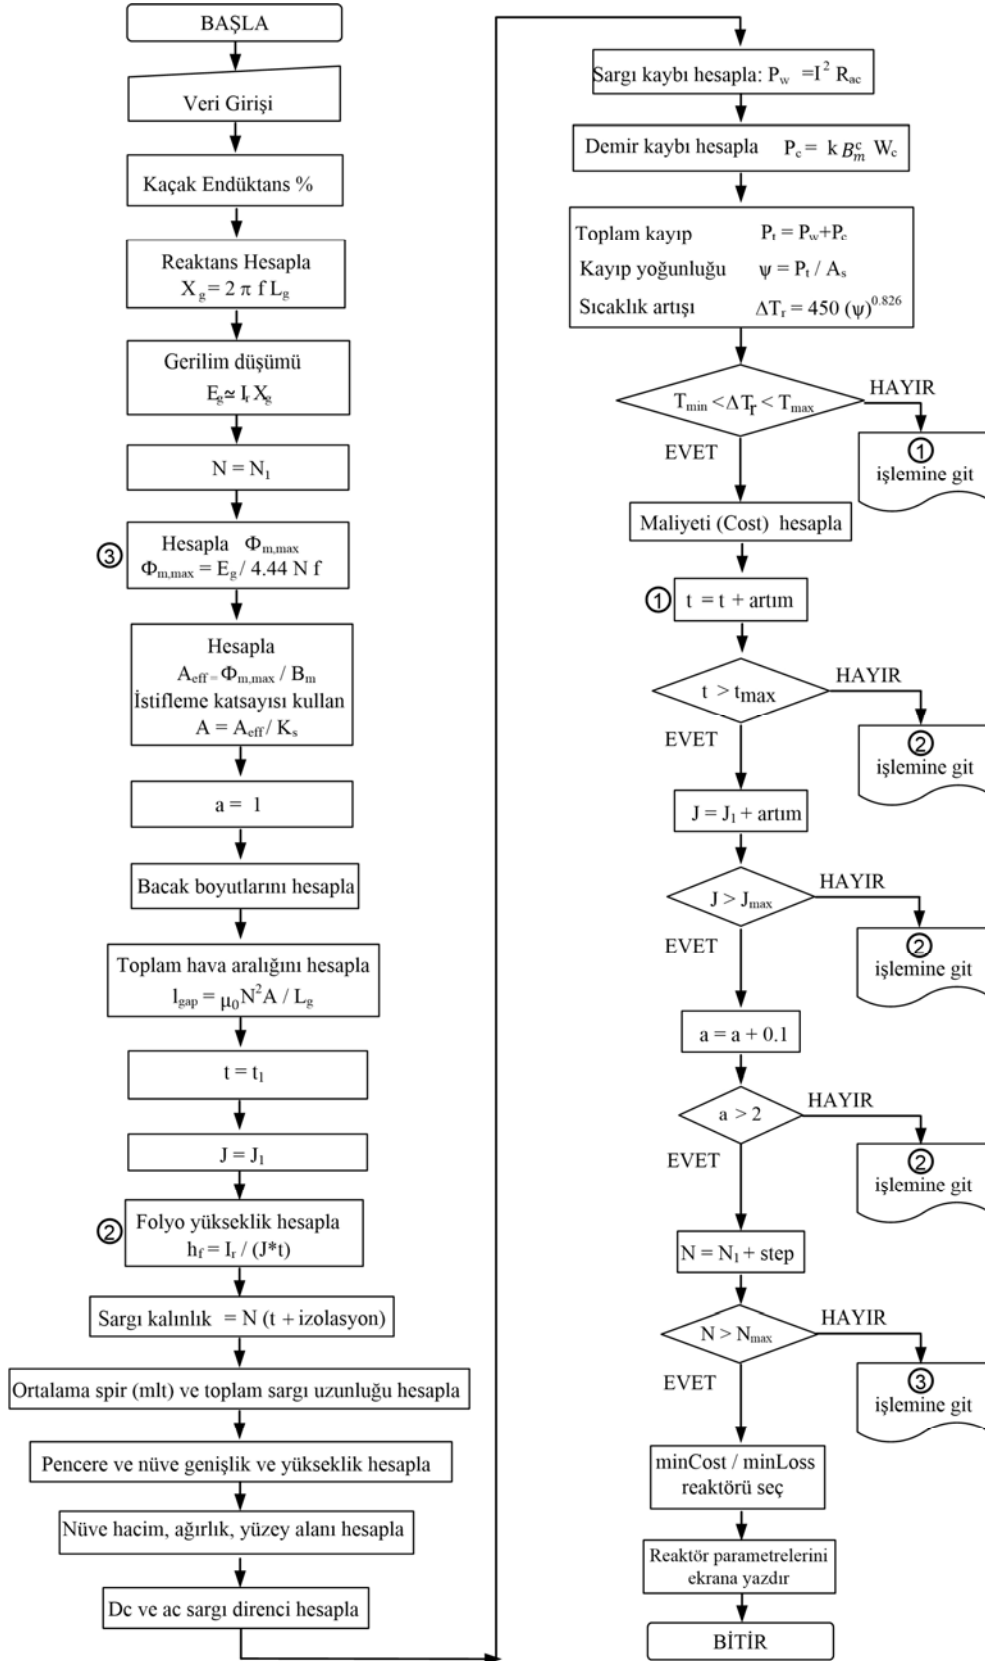 BAŞLA
Veri Girişi
Kaçak Endüktans %
Reaktans Hesapla
X_g = 2 π f L_g
Gerilim düşümü
E_g ≃ I_r X_g
N = N_1
③
Hesapla Φ_m,max
Φ_m,max = E_g / 4.44 N f
Hesapla
A_eff = Φ_m,max / B_m
İstifleme katsayısı kullan
A = A_eff / K_s
a = 1
Bacak boyutlarını hesapla
Toplam hava aralığını hesapla
l_gap = μ_0 N² A / L_g
t = t_1
J = J_1
②
Folyo yükseklik hesapla
h_f = I_r / (J*t)
Sargı kalınlık = N (t + izolasyon)
Ortalama spir (mlt) ve toplam sargı uzunluğu hesapla
Pencere ve nüve genişlik ve yükseklik hesapla
Nüve hacim, ağırlık, yüzey alanı hesapla
Dc ve ac sargı direnci hesapla
Sargı kaybı hesapla: P_w = I² R_ac
Demir kaybı hesapla P_c = k B_m^c W_c
Toplam kayıp P_t = P_w+P_c
Kayıp yoğunluğu ψ = P_t / A_s
Sıcaklık artışı ΔT_r = 450 (ψ)^0.826
T_min < ΔT_r < T_max
HAYIR
①
işlemine git
EVET
Maliyeti (Cost) hesapla
①
t = t + artım
t > t_max
HAYIR
②
işlemine git
EVET
J = J_1 + artım
J > J_max
HAYIR
②
işlemine git
EVET
a = a + 0.1
a > 2
HAYIR
②
işlemine git
EVET
N = N_1 + step
N > N_max
HAYIR
③
işlemine git
EVET
minCost / minLoss
reaktörü seç
Reaktör parametrelerini
ekrana yazdır
BİTİR